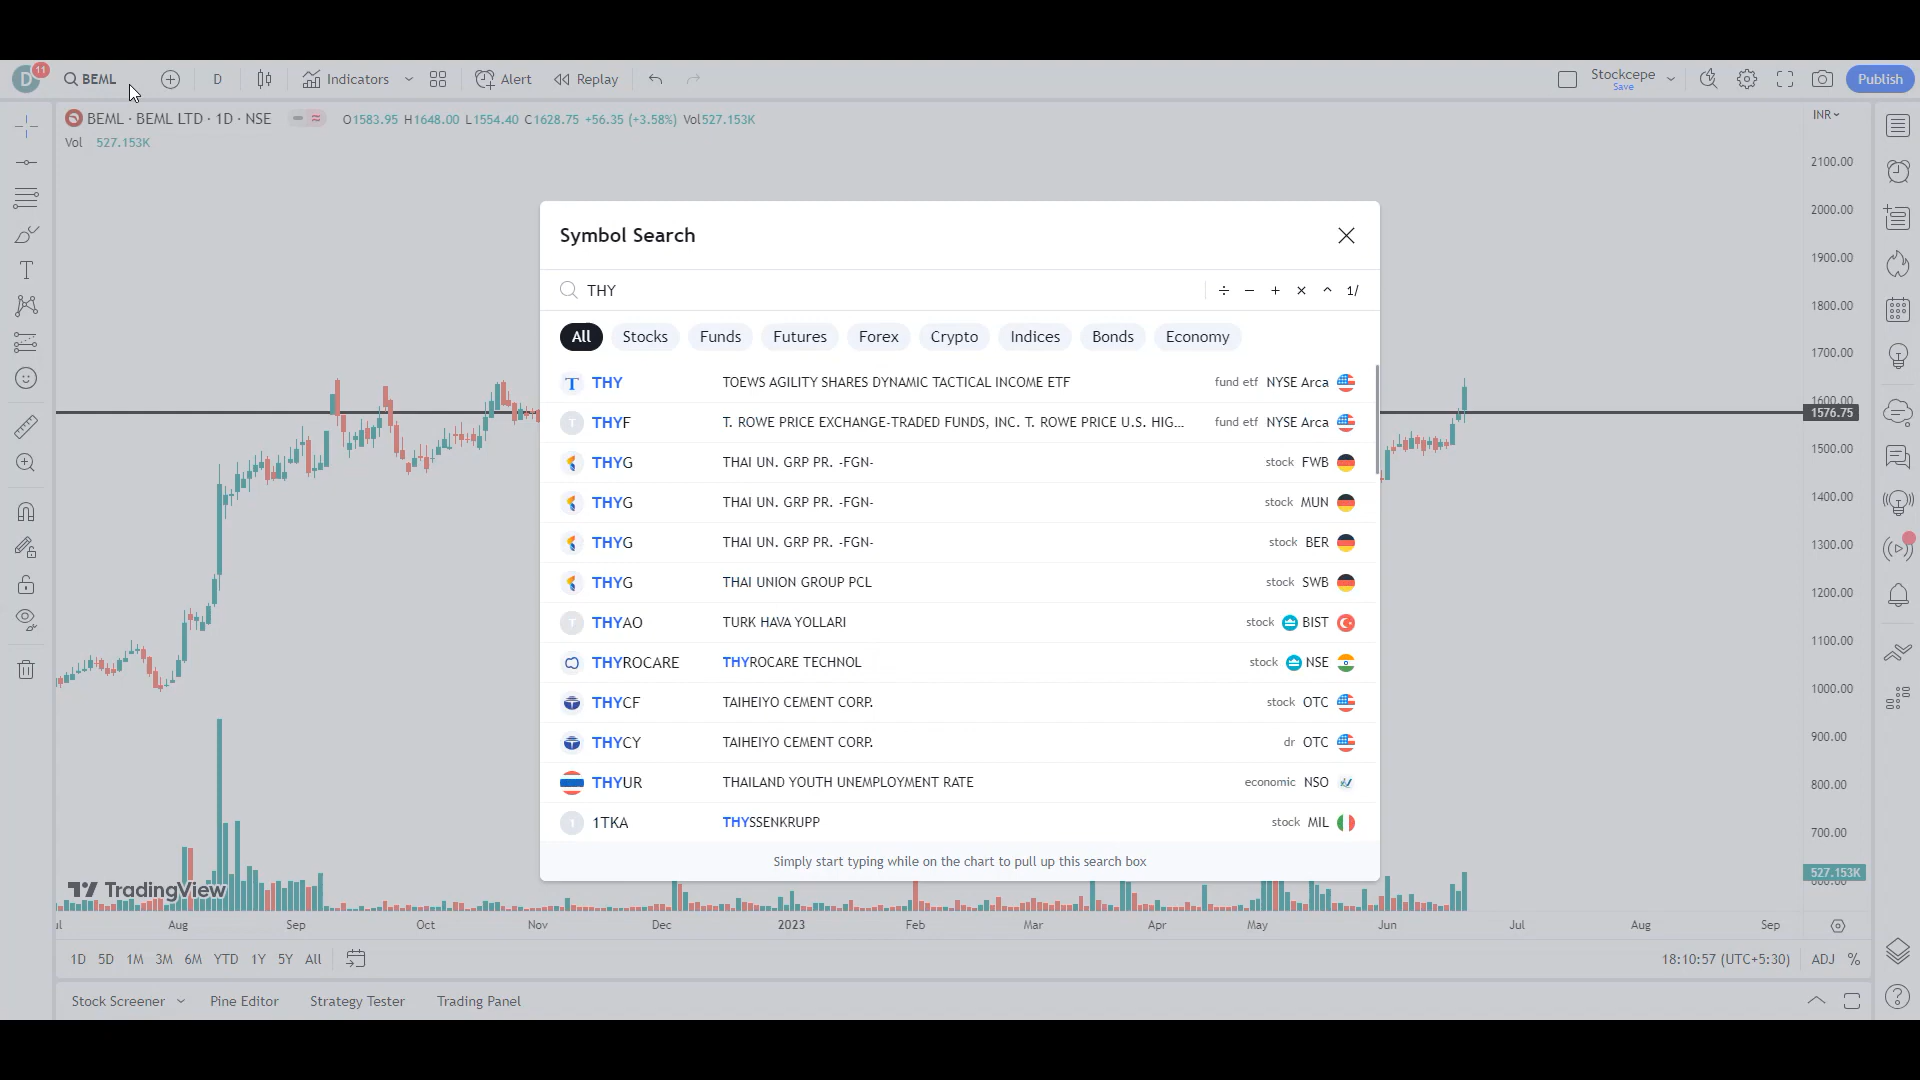 D 11 BEML D Indicators Alert Replay Stockcepe Save Publish
BEML · BEML LTD · 1D · NSE O1583.95 H1648.00 L1554.40 C1628.75 +56.35 (+3.58%) Vol527.153K INR
Vol 527.153K
2100.00
2000.00
1900.00
1800.00
1700.00
1600.00
1576.75
1500.00
1400.00
1300.00
1200.00
1100.00
1000.00
900.00
800.00
700.00
527.153K
Symbol Search
THY ÷ − + × ^ 1/
All Stocks Funds Futures Forex Crypto Indices Bonds Economy
T THY TOEWS AGILITY SHARES DYNAMIC TACTICAL INCOME ETF fund etf NYSE Arca
T THYF T. ROWE PRICE EXCHANGE-TRADED FUNDS, INC. T. ROWE PRICE U.S. HIG... fund etf NYSE Arca
THYG THAI UN. GRP PR. -FGN- stock FWB
THYG THAI UN. GRP PR. -FGN- stock MUN
THYG THAI UN. GRP PR. -FGN- stock BER
THYG THAI UNION GROUP PCL stock SWB
T THYAO TURK HAVA YOLLARI stock BIST
THYROCARE THYROCARE TECHNOL stock NSE
THYCF TAIHEIYO CEMENT CORP. stock OTC
THYCY TAIHEIYO CEMENT CORP. dr OTC
THYUR THAILAND YOUTH UNEMPLOYMENT RATE economic NSO
1 1TKA THYSSENKRUPP stock MIL
Simply start typing while on the chart to pull up this search box
TradingView
Aug Sep Oct Nov Dec 2023 Feb Mar Apr May Jun Jul Aug Sep
1D 5D 1M 3M 6M YTD 1Y 5Y All 18:10:57 (UTC+5:30) ADJ %
Stock Screener Pine Editor Strategy Tester Trading Panel